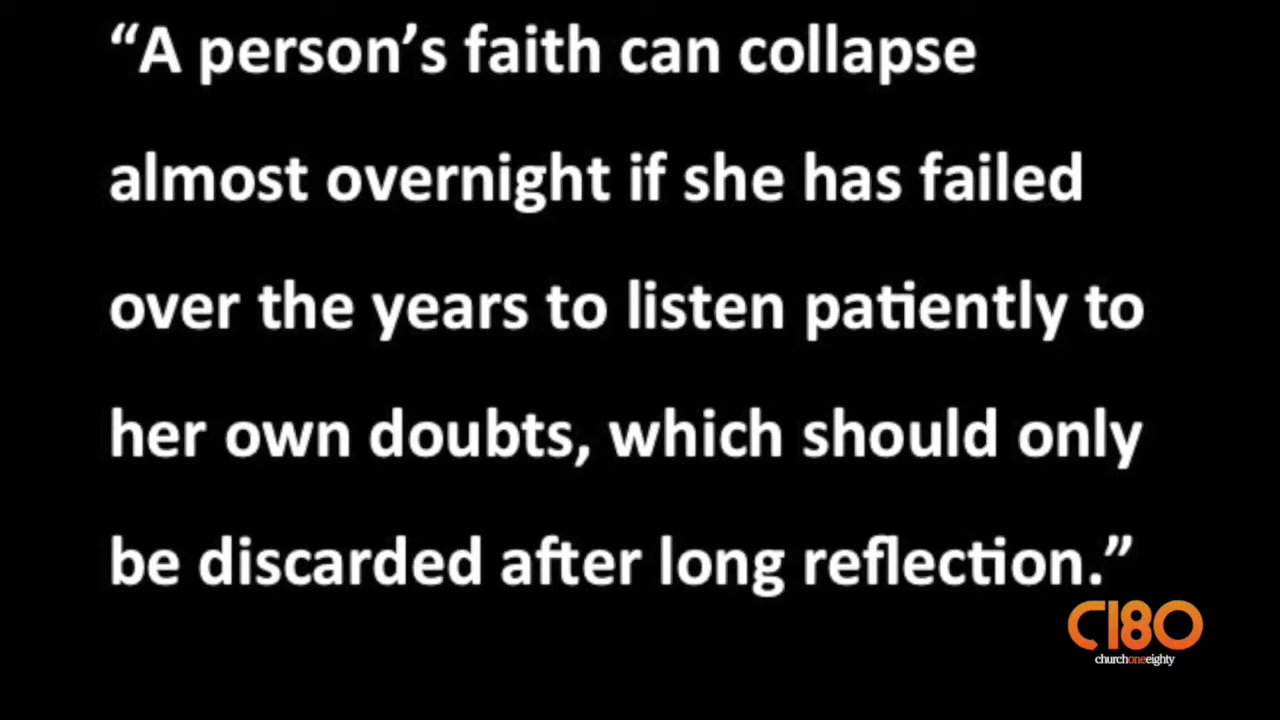 “A person’s faith can collapse
almost overnight if she has failed
over the years to listen patiently to
her own doubts, which should only
be discarded after long reflection.”
C180
churchoneeighty